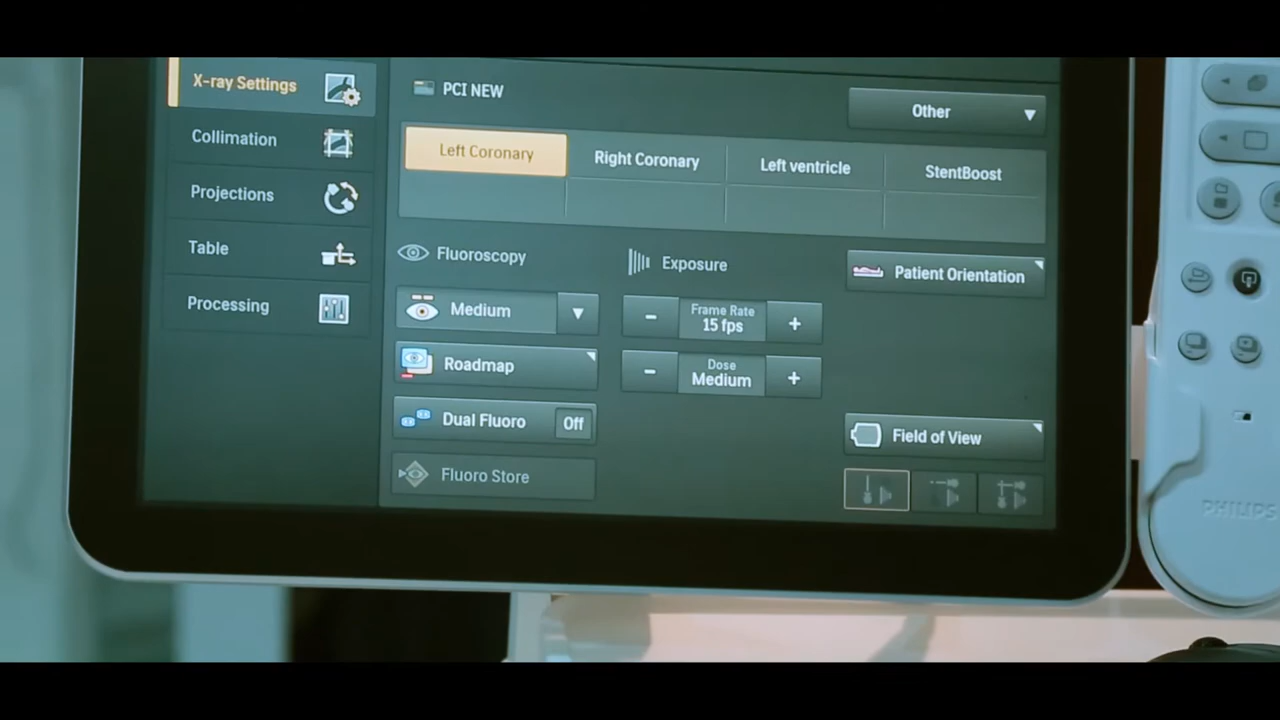 X-ray Settings
Collimation
Projections
Table
Processing
PCI NEW
Other
Left Coronary
Right Coronary
Left ventricle
StentBoost
Fluoroscopy
Exposure
Patient Orientation
Medium
Frame Rate
15 fps
Roadmap
Dose
Medium
Dual Fluoro
Off
Field of View
Fluoro Store
PHILIPS